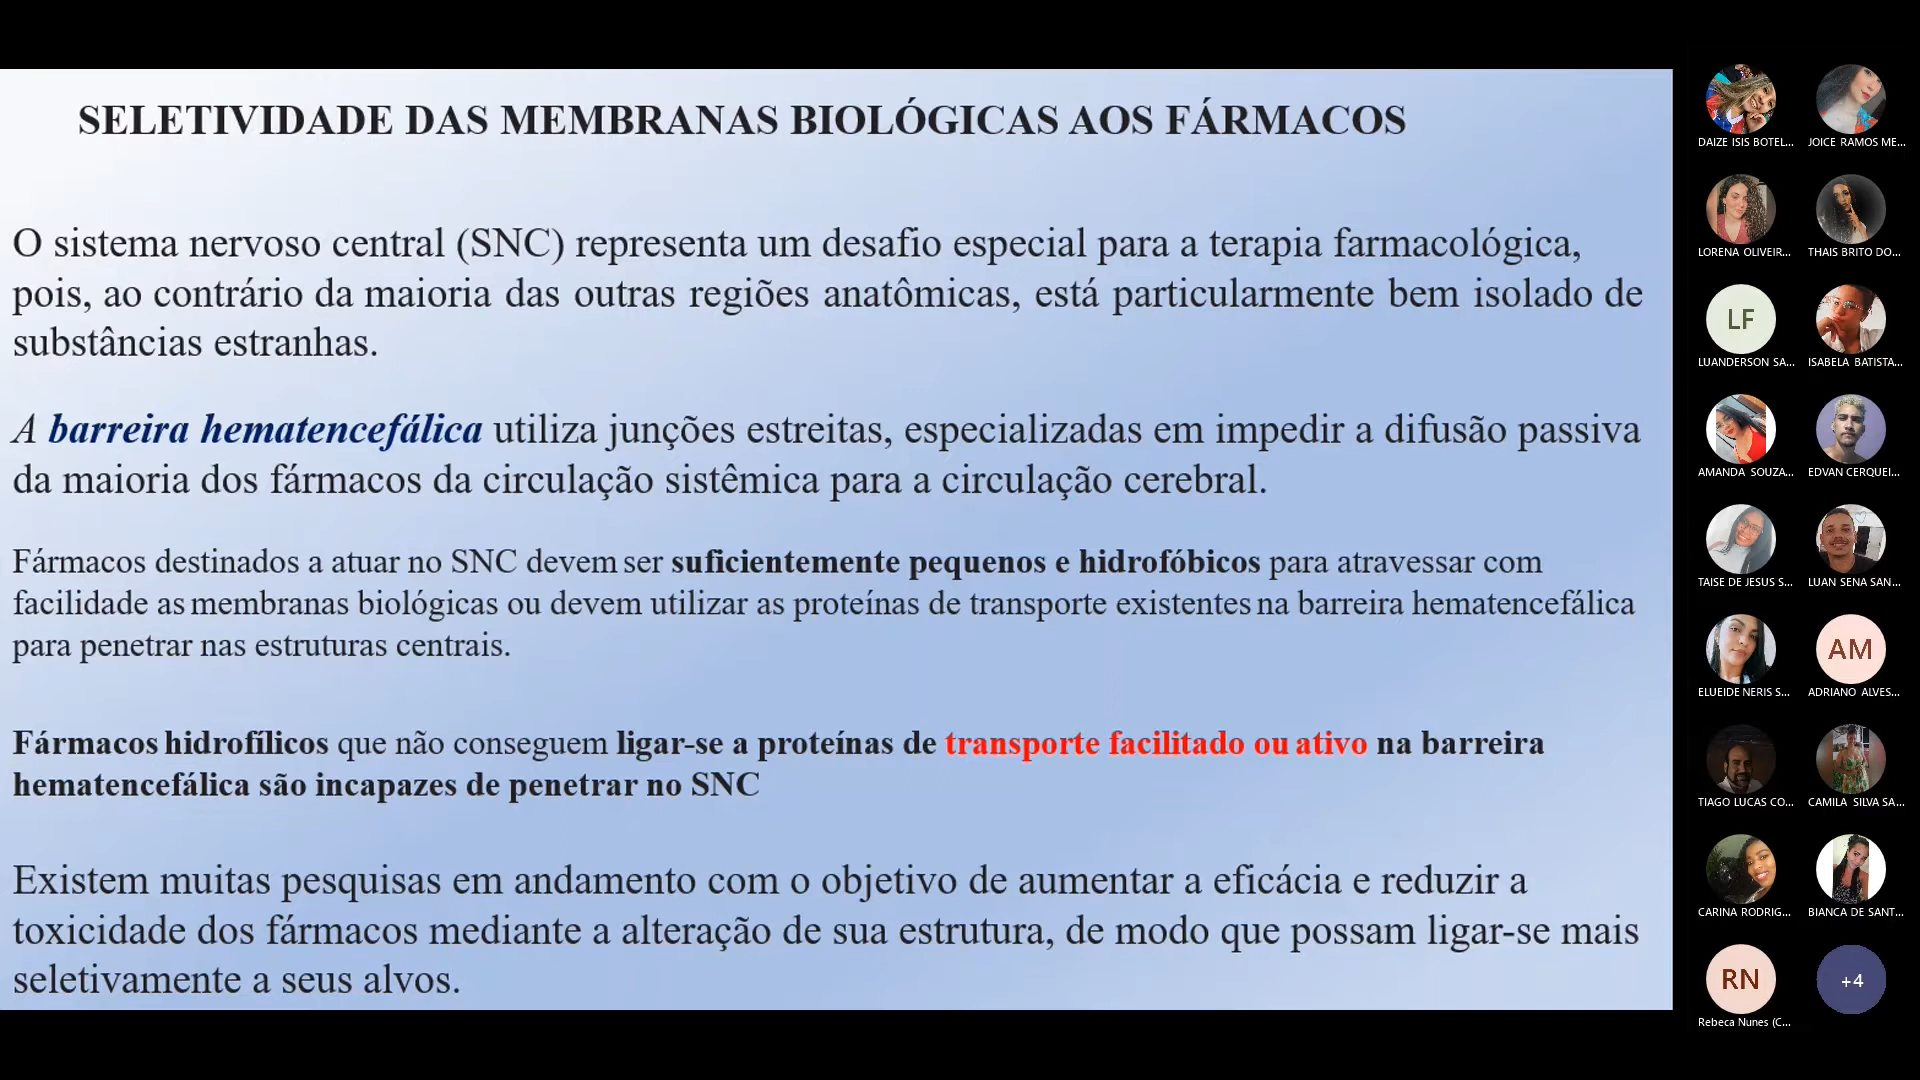 SELETIVIDADE DAS MEMBRANAS BIOLÓGICAS AOS FÁRMACOS
O sistema nervoso central (SNC) representa um desafio especial para a terapia farmacológica,
pois, ao contrário da maioria das outras regiões anatômicas, está particularmente bem isolado de
substâncias estranhas.
A barreira hematencefálica utiliza junções estreitas, especializadas em impedir a difusão passiva
da maioria dos fármacos da circulação sistêmica para a circulação cerebral.
Fármacos destinados a atuar no SNC devem ser suficientemente pequenos e hidrofóbicos para atravessar com
facilidade as membranas biológicas ou devem utilizar as proteínas de transporte existentes na barreira hematencefálica
para penetrar nas estruturas centrais.
Fármacos hidrofílicos que não conseguem ligar-se a proteínas de transporte facilitado ou ativo na barreira
hematencefálica são incapazes de penetrar no SNC
Existem muitas pesquisas em andamento com o objetivo de aumentar a eficácia e reduzir a
toxicidade dos fármacos mediante a alteração de sua estrutura, de modo que possam ligar-se mais
seletivamente a seus alvos.
DAIZE ISIS BOTEL...
JOICE RAMOS ME...
LORENA OLIVEIR...
THAIS BRITO DO...
LF
LUANDERSON SA...
ISABELA BATISTA...
AMANDA SOUZA...
EDVAN CERQUEI...
TAISE DE JESUS S...
LUAN SENA SAN...
ELUEIDE NERIS S...
AM
ADRIANO ALVES...
TIAGO LUCAS CO...
CAMILA SILVA SA...
CARINA RODRIG...
BIANCA DE SANT...
RN
Rebeca Nunes (C...
+4